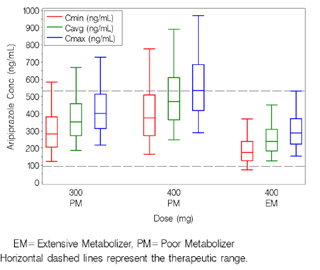 1000
900
800
700
600
500
400
300
200
100
0
Aripiprazole Conc (ng/mL)
Cmin (ng/mL)
Cavg (ng/mL)
Cmax (ng/mL)
300 400 400
PM PM EM
Dose (mg)
EM= Extensive Metabolizer, PM= Poor Metabolizer
Horizontal dashed lines represent the therapeutic range.